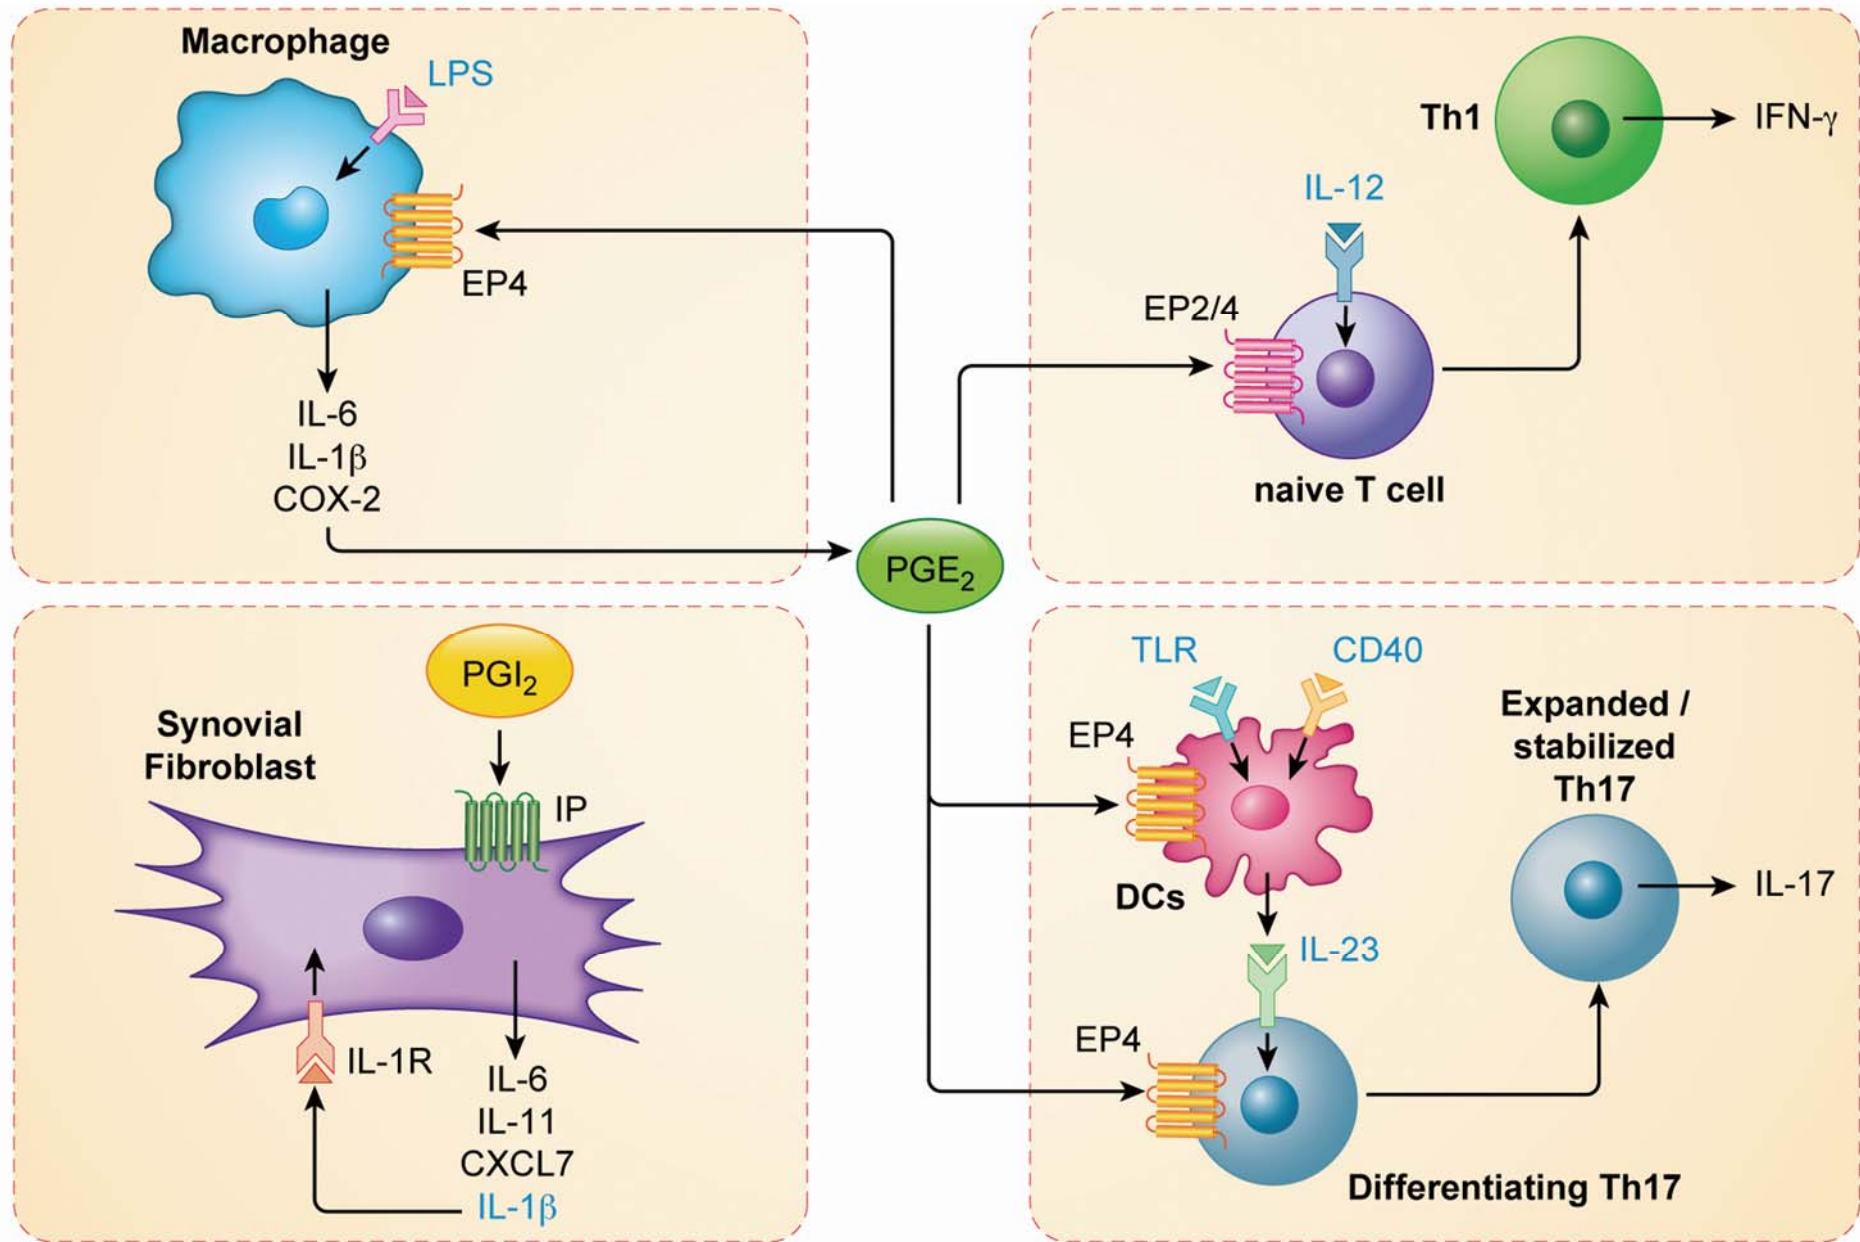 Macrophage
LPS
EP4
IL-6
IL-1β
COX-2
PGE₂
Th1
IFN-γ
IL-12
EP2/4
naive T cell
PGI₂
Synovial
Fibroblast
IP
IL-1R
IL-6
IL-11
CXCL7
IL-1β
TLR
CD40
EP4
DCs
Expanded /
stabilized
Th17
IL-17
IL-23
EP4
Differentiating Th17